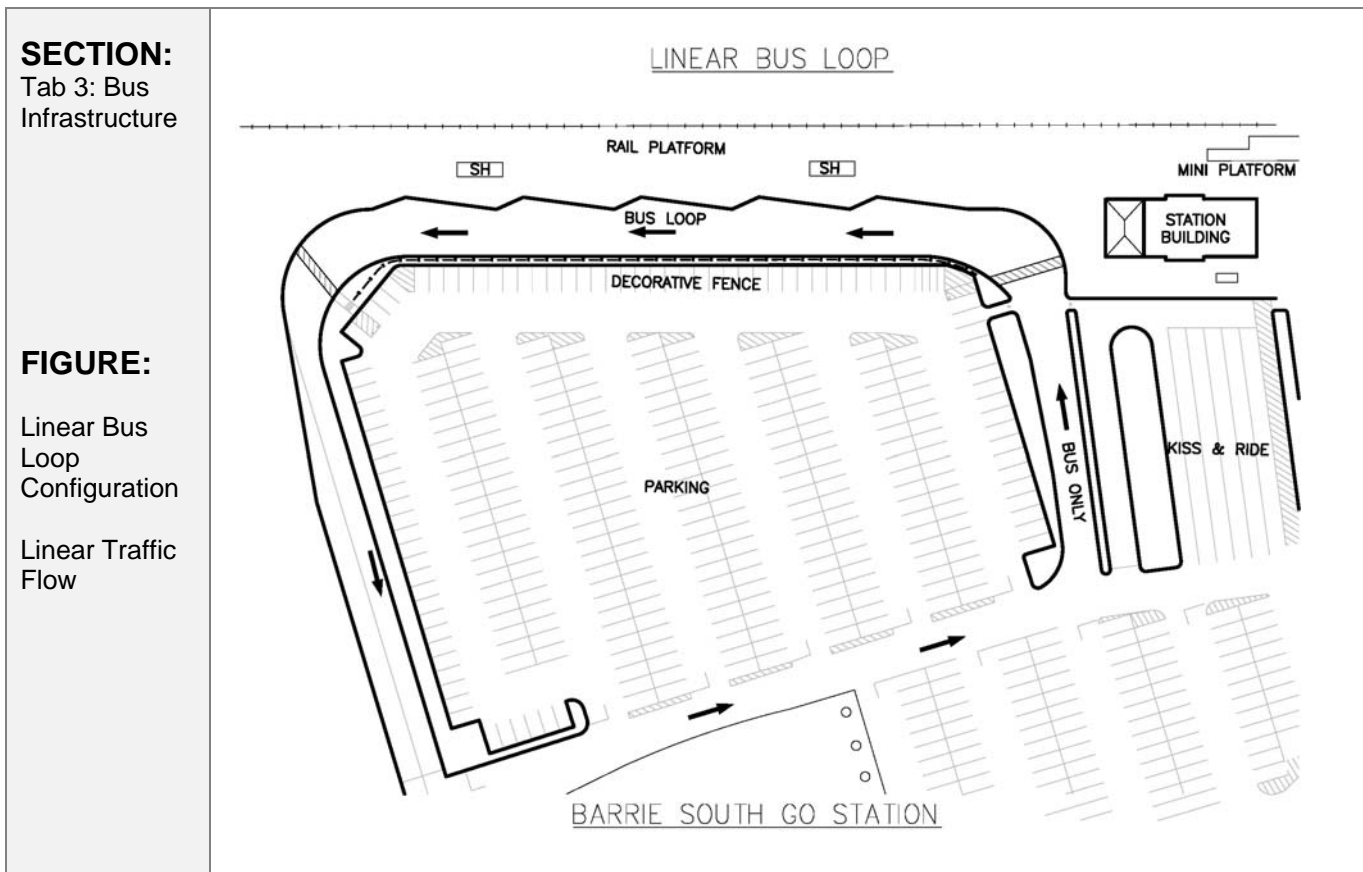 SECTION:
Tab 3: Bus
Infrastructure
FIGURE:
Linear Bus
Loop
Configuration
Linear Traffic
Flow
LINEAR BUS LOOP
RAIL PLATFORM
SH
SH
MINI PLATFORM
BUS LOOP
STATION
BUILDING
DECORATIVE FENCE
PARKING
BUS ONLY
KISS & RIDE
BARRIE SOUTH GO STATION